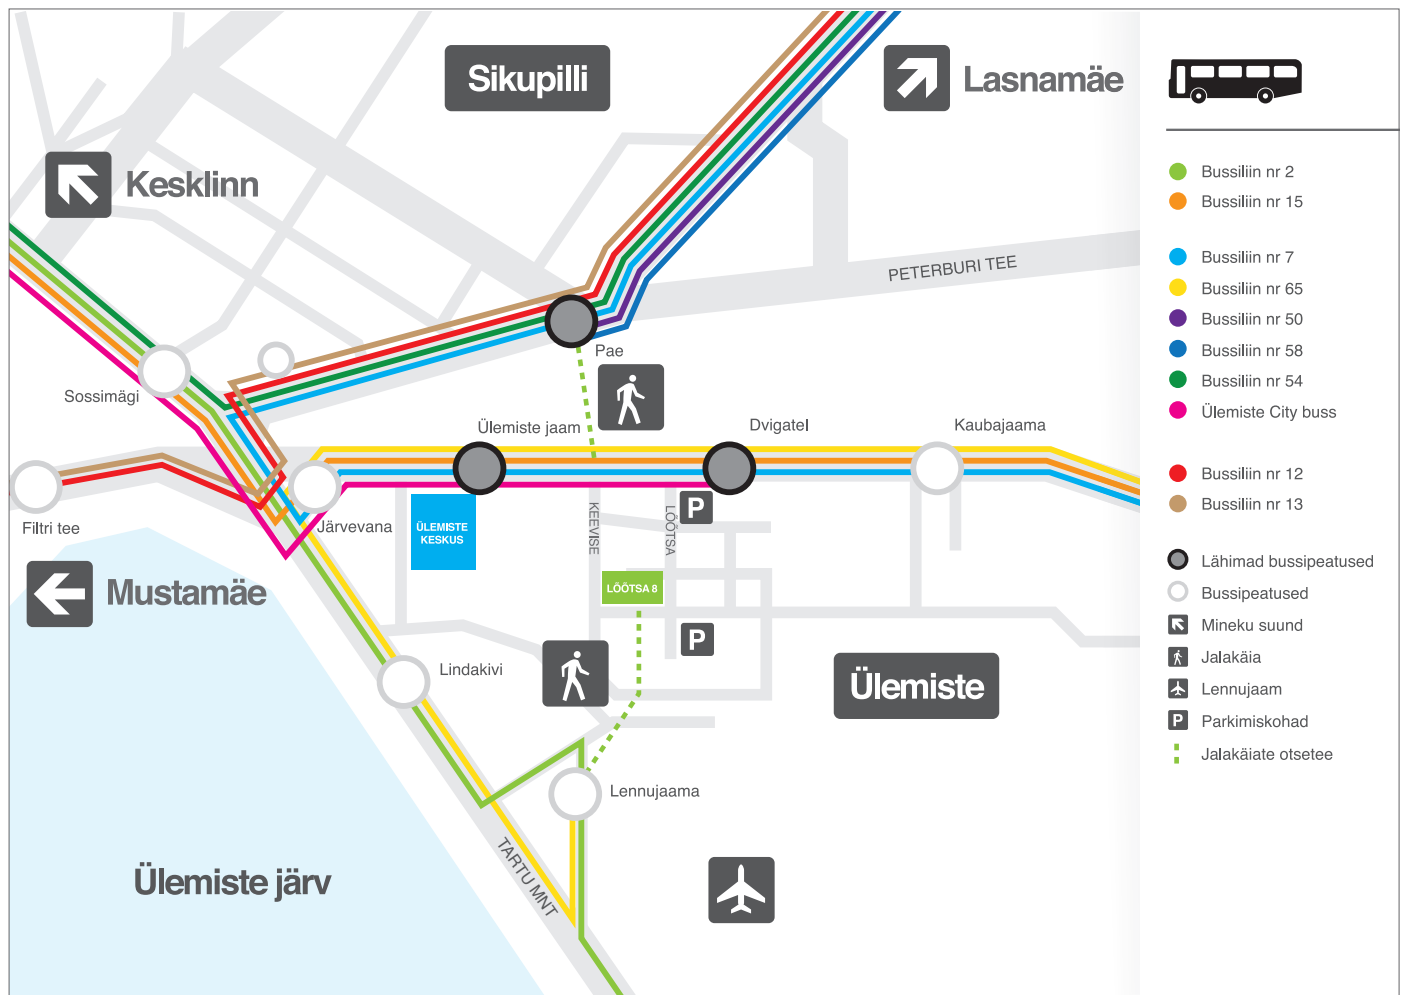 Sikupilli
Lasnamäe
Kesklinn
PETERBURI TEE
Pae
Sossimägi
Ülemiste jaam
Dvigatel
Kaubajaama
Filtri tee
Järvevana
ÜLEMISTE
KESKUS
KEEVISE
LÕÕTSA
P
LÕÕTSA 8
Mustamäe
P
Lindakivi
Ülemiste
Lennujaama
TARTU MNT
Ülemiste järv
Bussiliin nr 2
Bussiliin nr 15
Bussiliin nr 7
Bussiliin nr 65
Bussiliin nr 50
Bussiliin nr 58
Bussiliin nr 54
Ülemiste City buss
Bussiliin nr 12
Bussiliin nr 13
Lähimad bussipeatused
Bussipeatused
Mineku suund
Jalakäia
Lennujaam
P Parkimiskohad
Jalakäiate otsetee